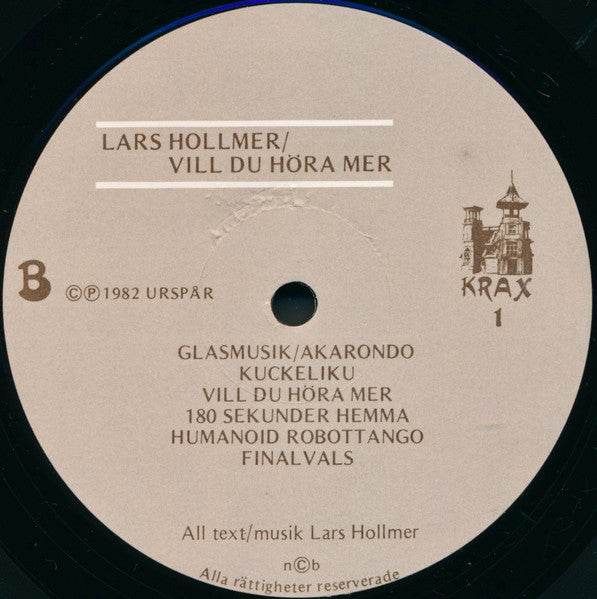 LARS HOLLMER/
VILL DU HÖRA MER
B
©℗1982 URSPÅR
KRAX
1
GLASMUSIK/AKARONDO
KUCKELIKU
VILL DU HÖRA MER
180 SEKUNDER HEMMA
HUMANOID ROBOTTANGO
FINALVALS
All text/musik Lars Hollmer
n©b
Alla rättigheter reserverade